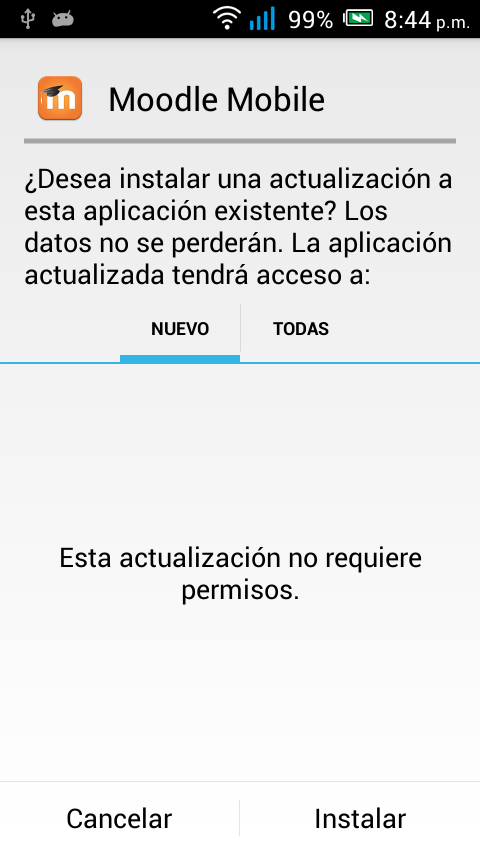 99% 8:44 p.m.
m
Moodle Mobile
¿Desea instalar una actualización a
esta aplicación existente? Los
datos no se perderán. La aplicación
actualizada tendrá acceso a:
NUEVO TODAS
Esta actualización no requiere
permisos.
Cancelar Instalar